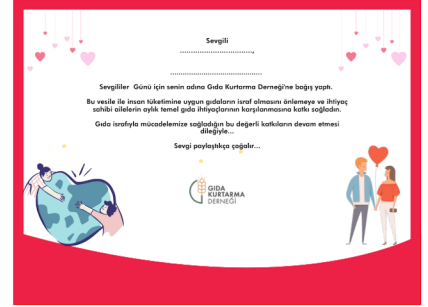 Sevgili
..................................,
..........................................
Sevgililer Günü için senin adına Gıda Kurtarma Derneği'ne bağış yaptı.
Bu vesile ile insan tüketimine uygun gıdaların israf olmasını önlemeye ve ihtiyaç
sahibi ailelerin aylık temel gıda ihtiyaçlarının karşılanmasına katkı sağladın.
Gıda israfıyla mücadelemize sağladığın bu değerli katkıların devam etmesi
dileğiyle...
Sevgi paylaştıkça çoğalır...
GIDA
KURTARMA
DERNEĞİ